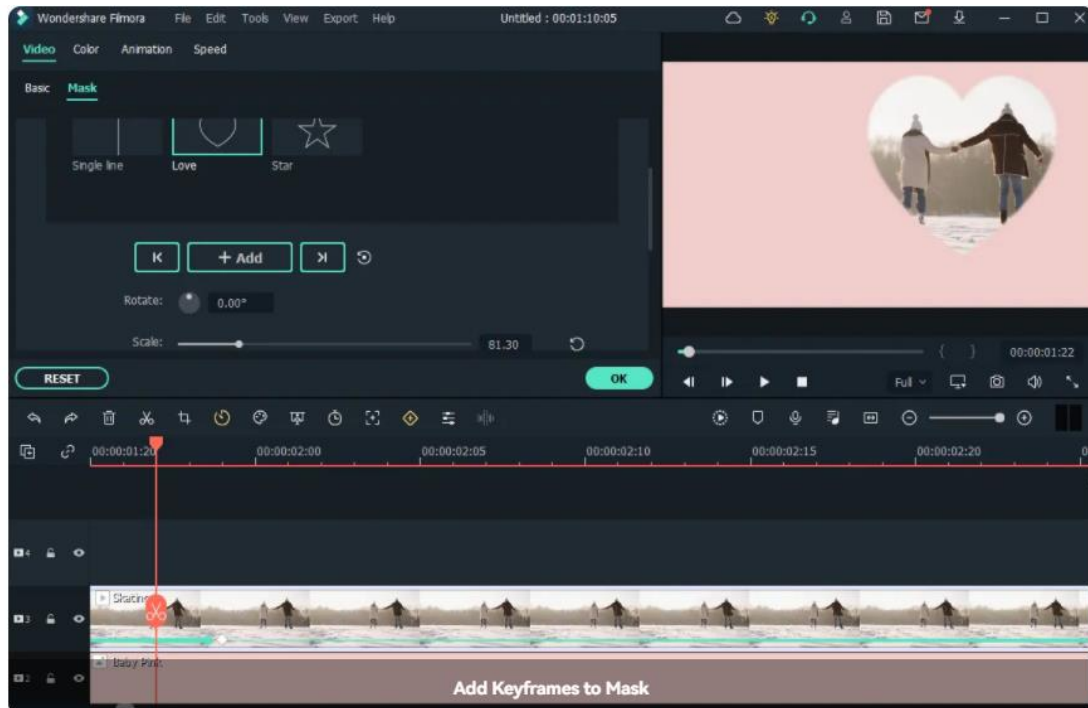 Wondershare Filmora File Edit Tools View Export Help Untitled : 00:01:10:05
Video Color Animation Speed
Basic Mask
Single line Love Star
+ Add
Rotate: 0.00°
Scale: 81.30
RESET OK
00:00:01:22
Full
00:00:01:20 00:00:02:00 00:00:02:05 00:00:02:10 00:00:02:15 00:00:02:20
4
3 Skating
2 Baby Pink
Add Keyframes to Mask